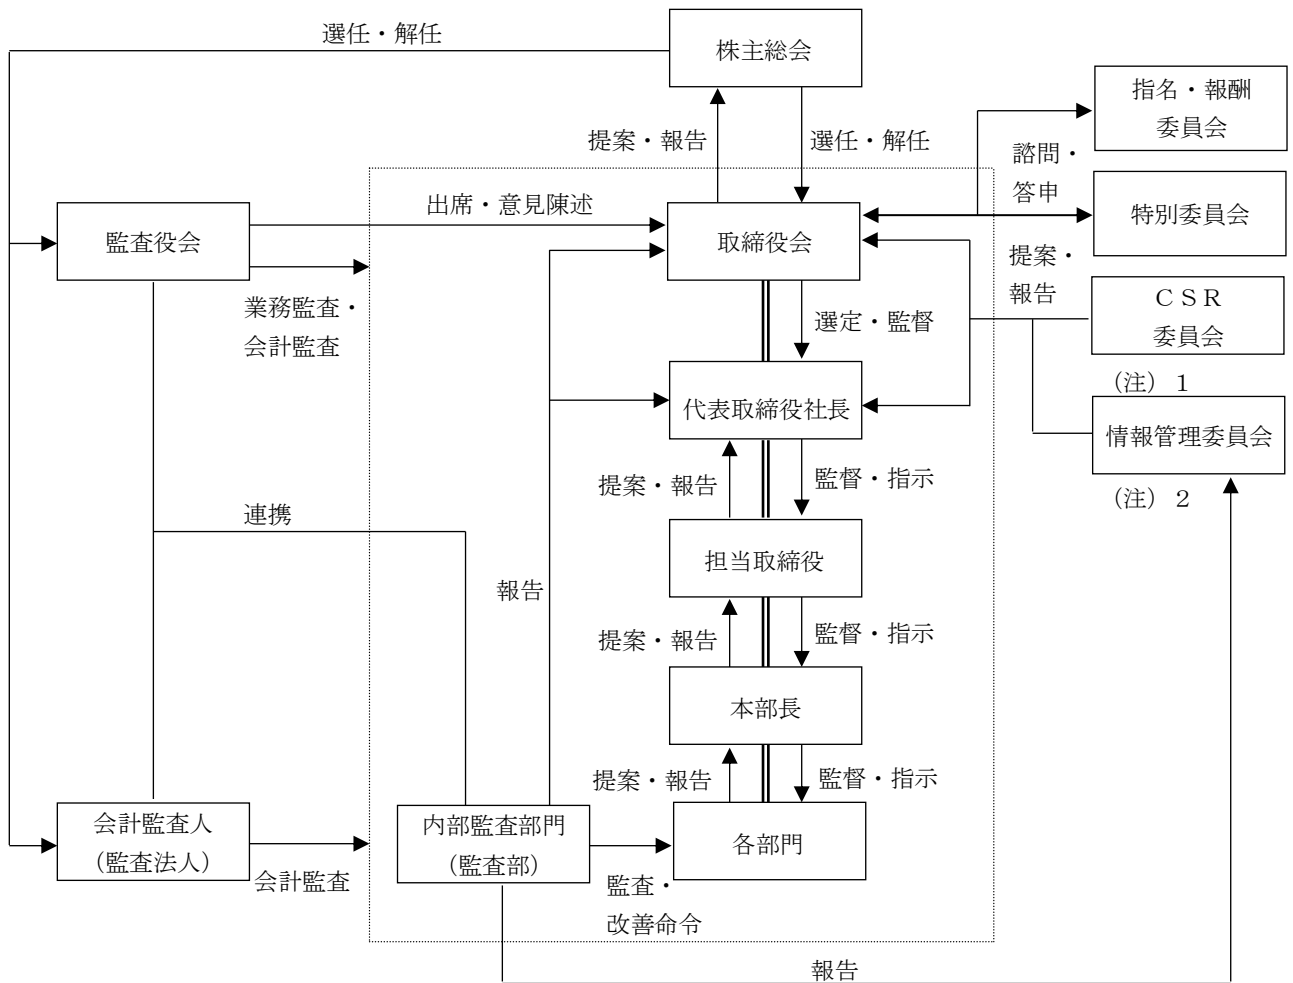 選任・解任
株主総会
指名・報酬
委員会
提案・報告
選任・解任
諮問・
答申
出席・意見陳述
監査役会
取締役会
特別委員会
提案・
報告
業務監査・
会計監査
選定・監督
ＣＳＲ
委員会
（注）１
代表取締役社長
情報管理委員会
（注）２
提案・報告
監督・指示
連携
担当取締役
報告
提案・報告
監督・指示
本部長
提案・報告
監督・指示
会計監査人
（監査法人）
内部監査部門
（監査部）
各部門
会計監査
監査・
改善命令
報告